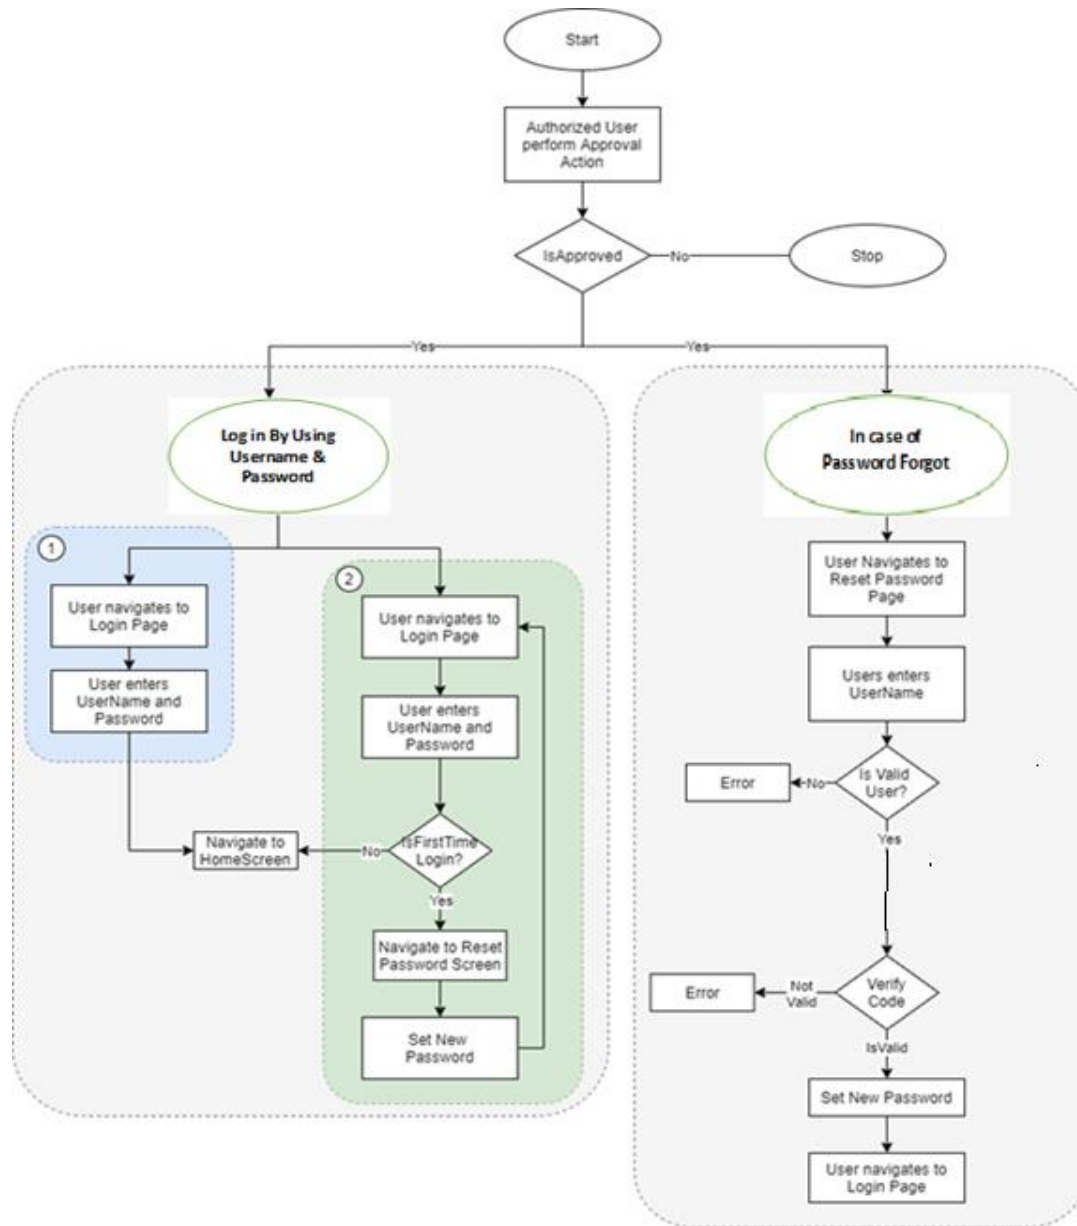 Start
Authorized User
perform Approval
Action
IsApproved
No
Stop
Yes
Yes
Log in By Using
Username &
Password
In case of
Password Forgot
1
User navigates to
Login Page
User enters
UserName and
Password
2
User navigates to
Login Page
User enters
UserName and
Password
IsFirstTime
Login?
No
Navigate to
HomeScreen
Yes
Navigate to Reset
Password Screen
Set New
Password
User Navigates to
Reset Password
Page
Users enters
UserName
Is Valid
User?
No
Error
Yes
Verify
Code
Not
Valid
Error
IsValid
Set New Password
User navigates to
Login Page